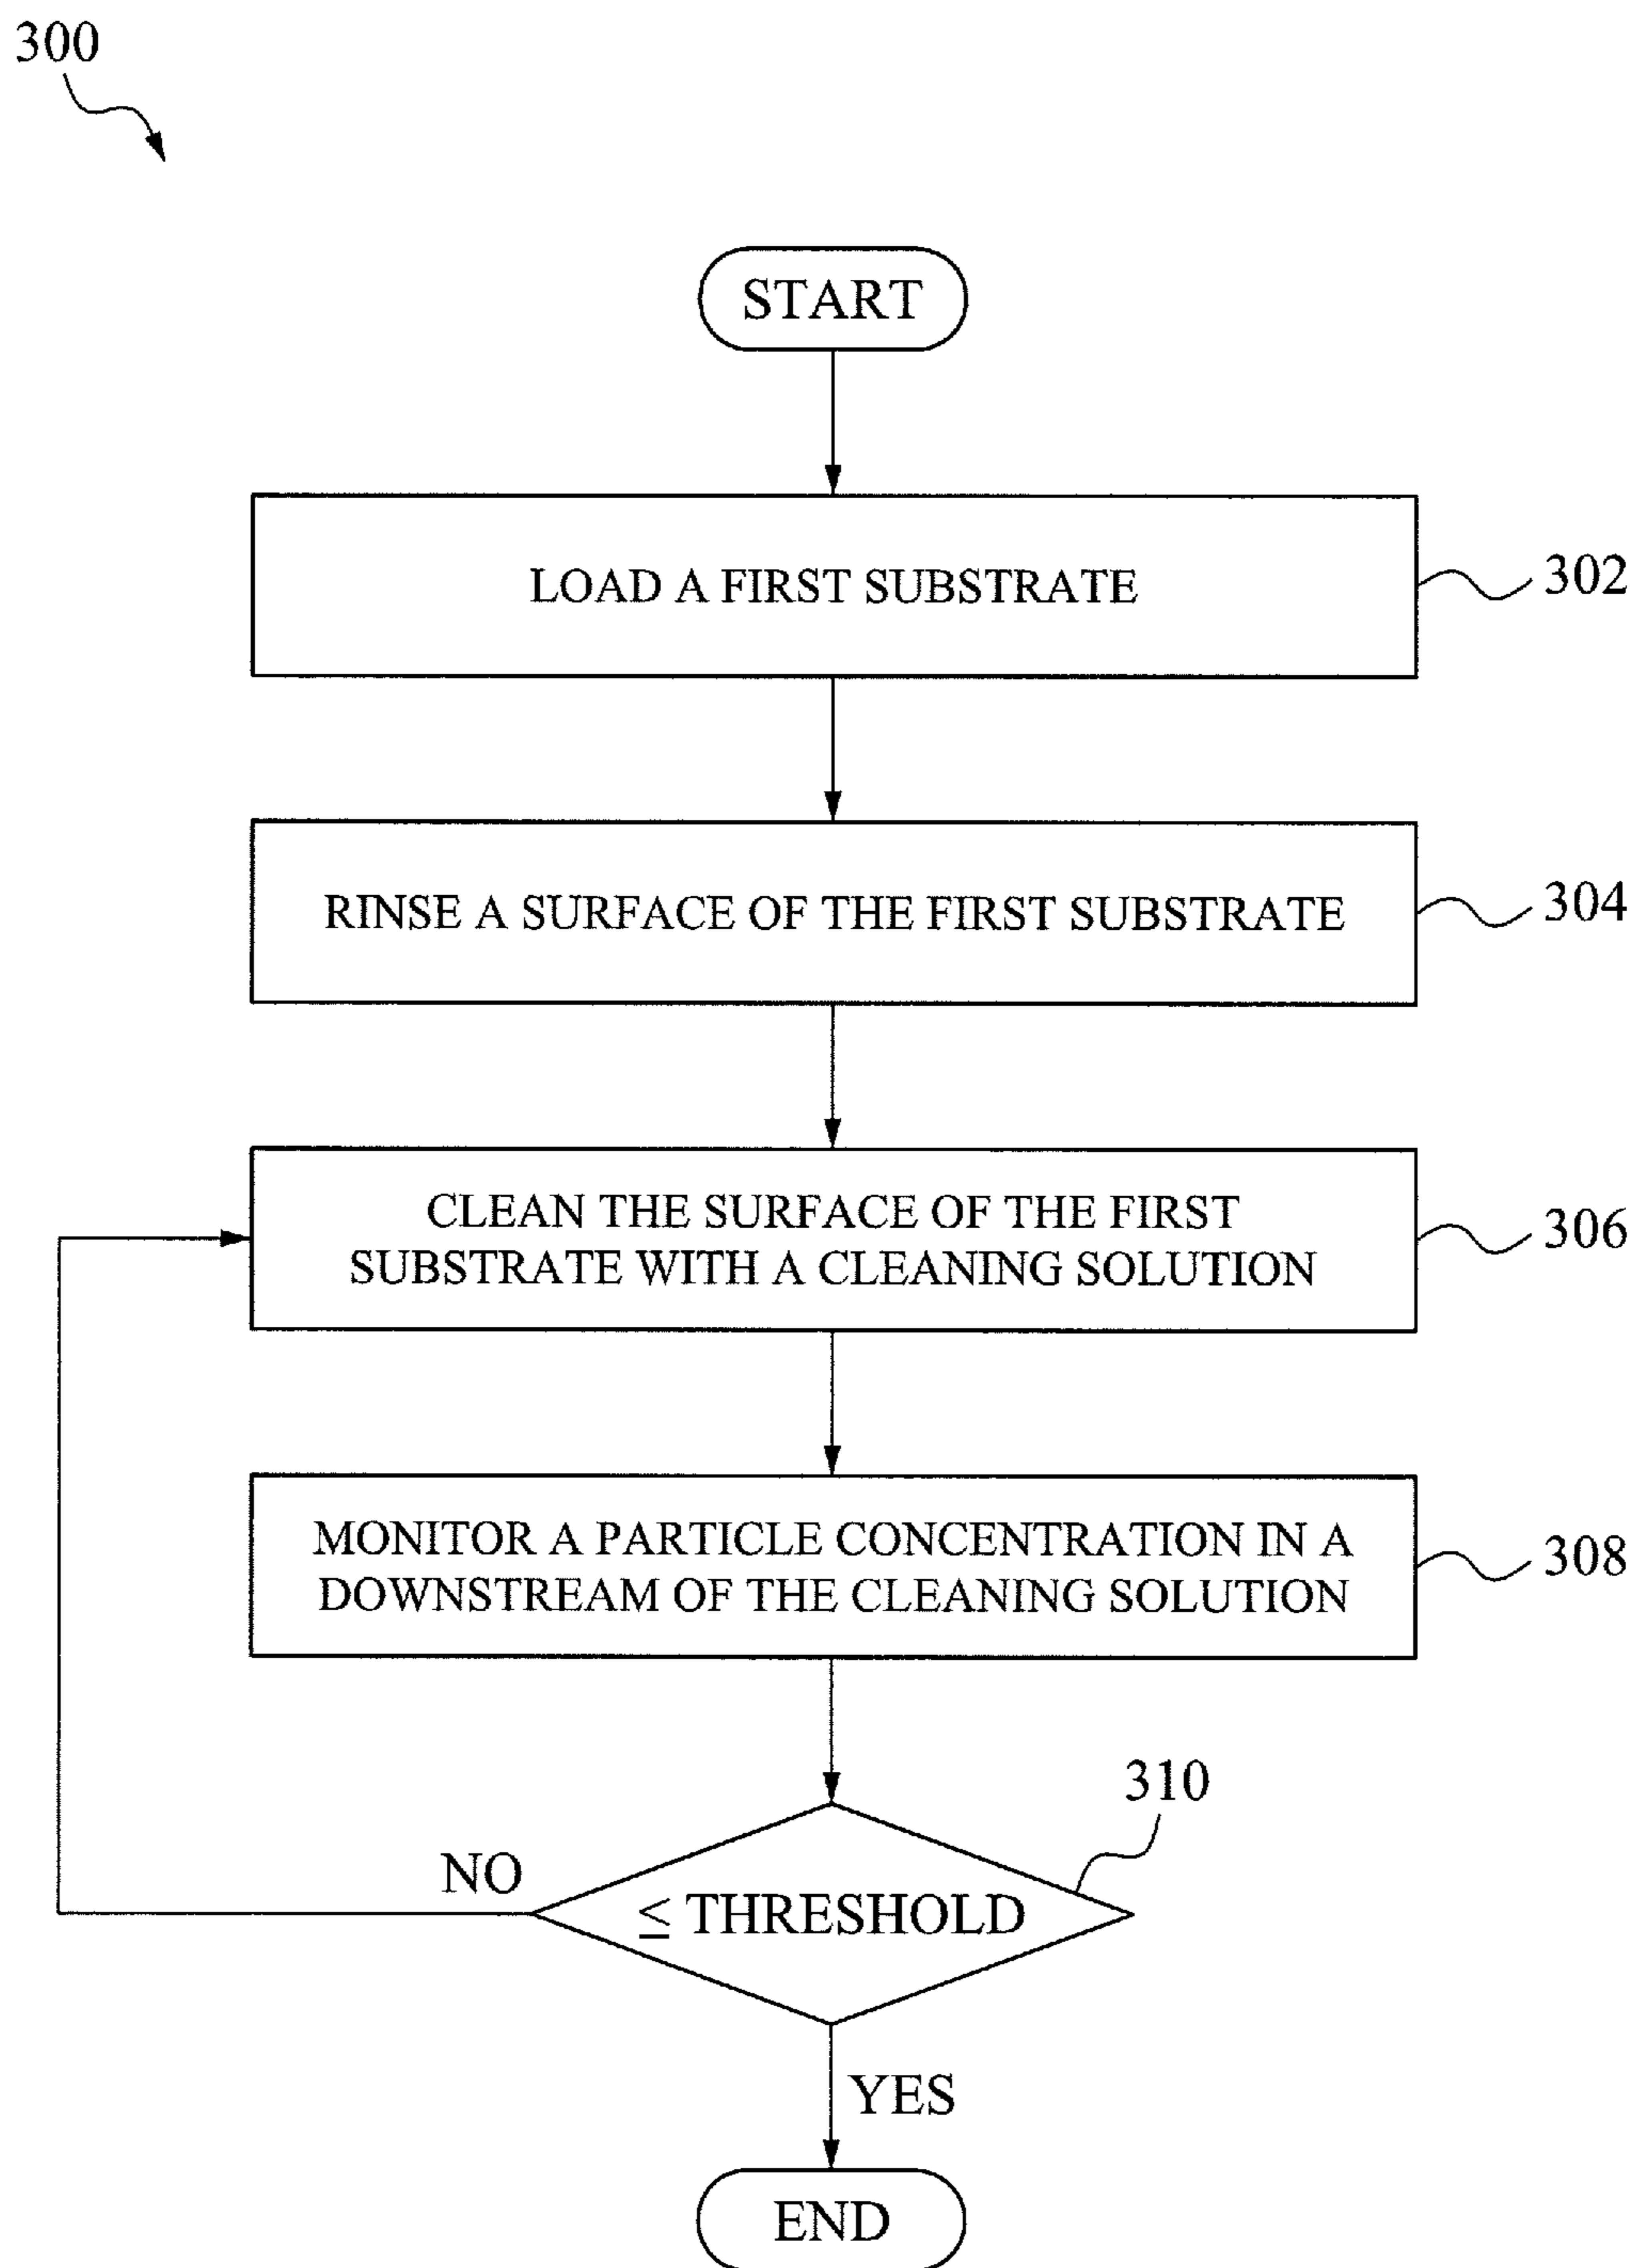 300
START
LOAD A FIRST SUBSTRATE
302
RINSE A SURFACE OF THE FIRST SUBSTRATE
304
CLEAN THE SURFACE OF THE FIRST
SUBSTRATE WITH A CLEANING SOLUTION
306
MONITOR A PARTICLE CONCENTRATION IN A
DOWNSTREAM OF THE CLEANING SOLUTION
308
310
NO
≤ THRESHOLD
YES
END